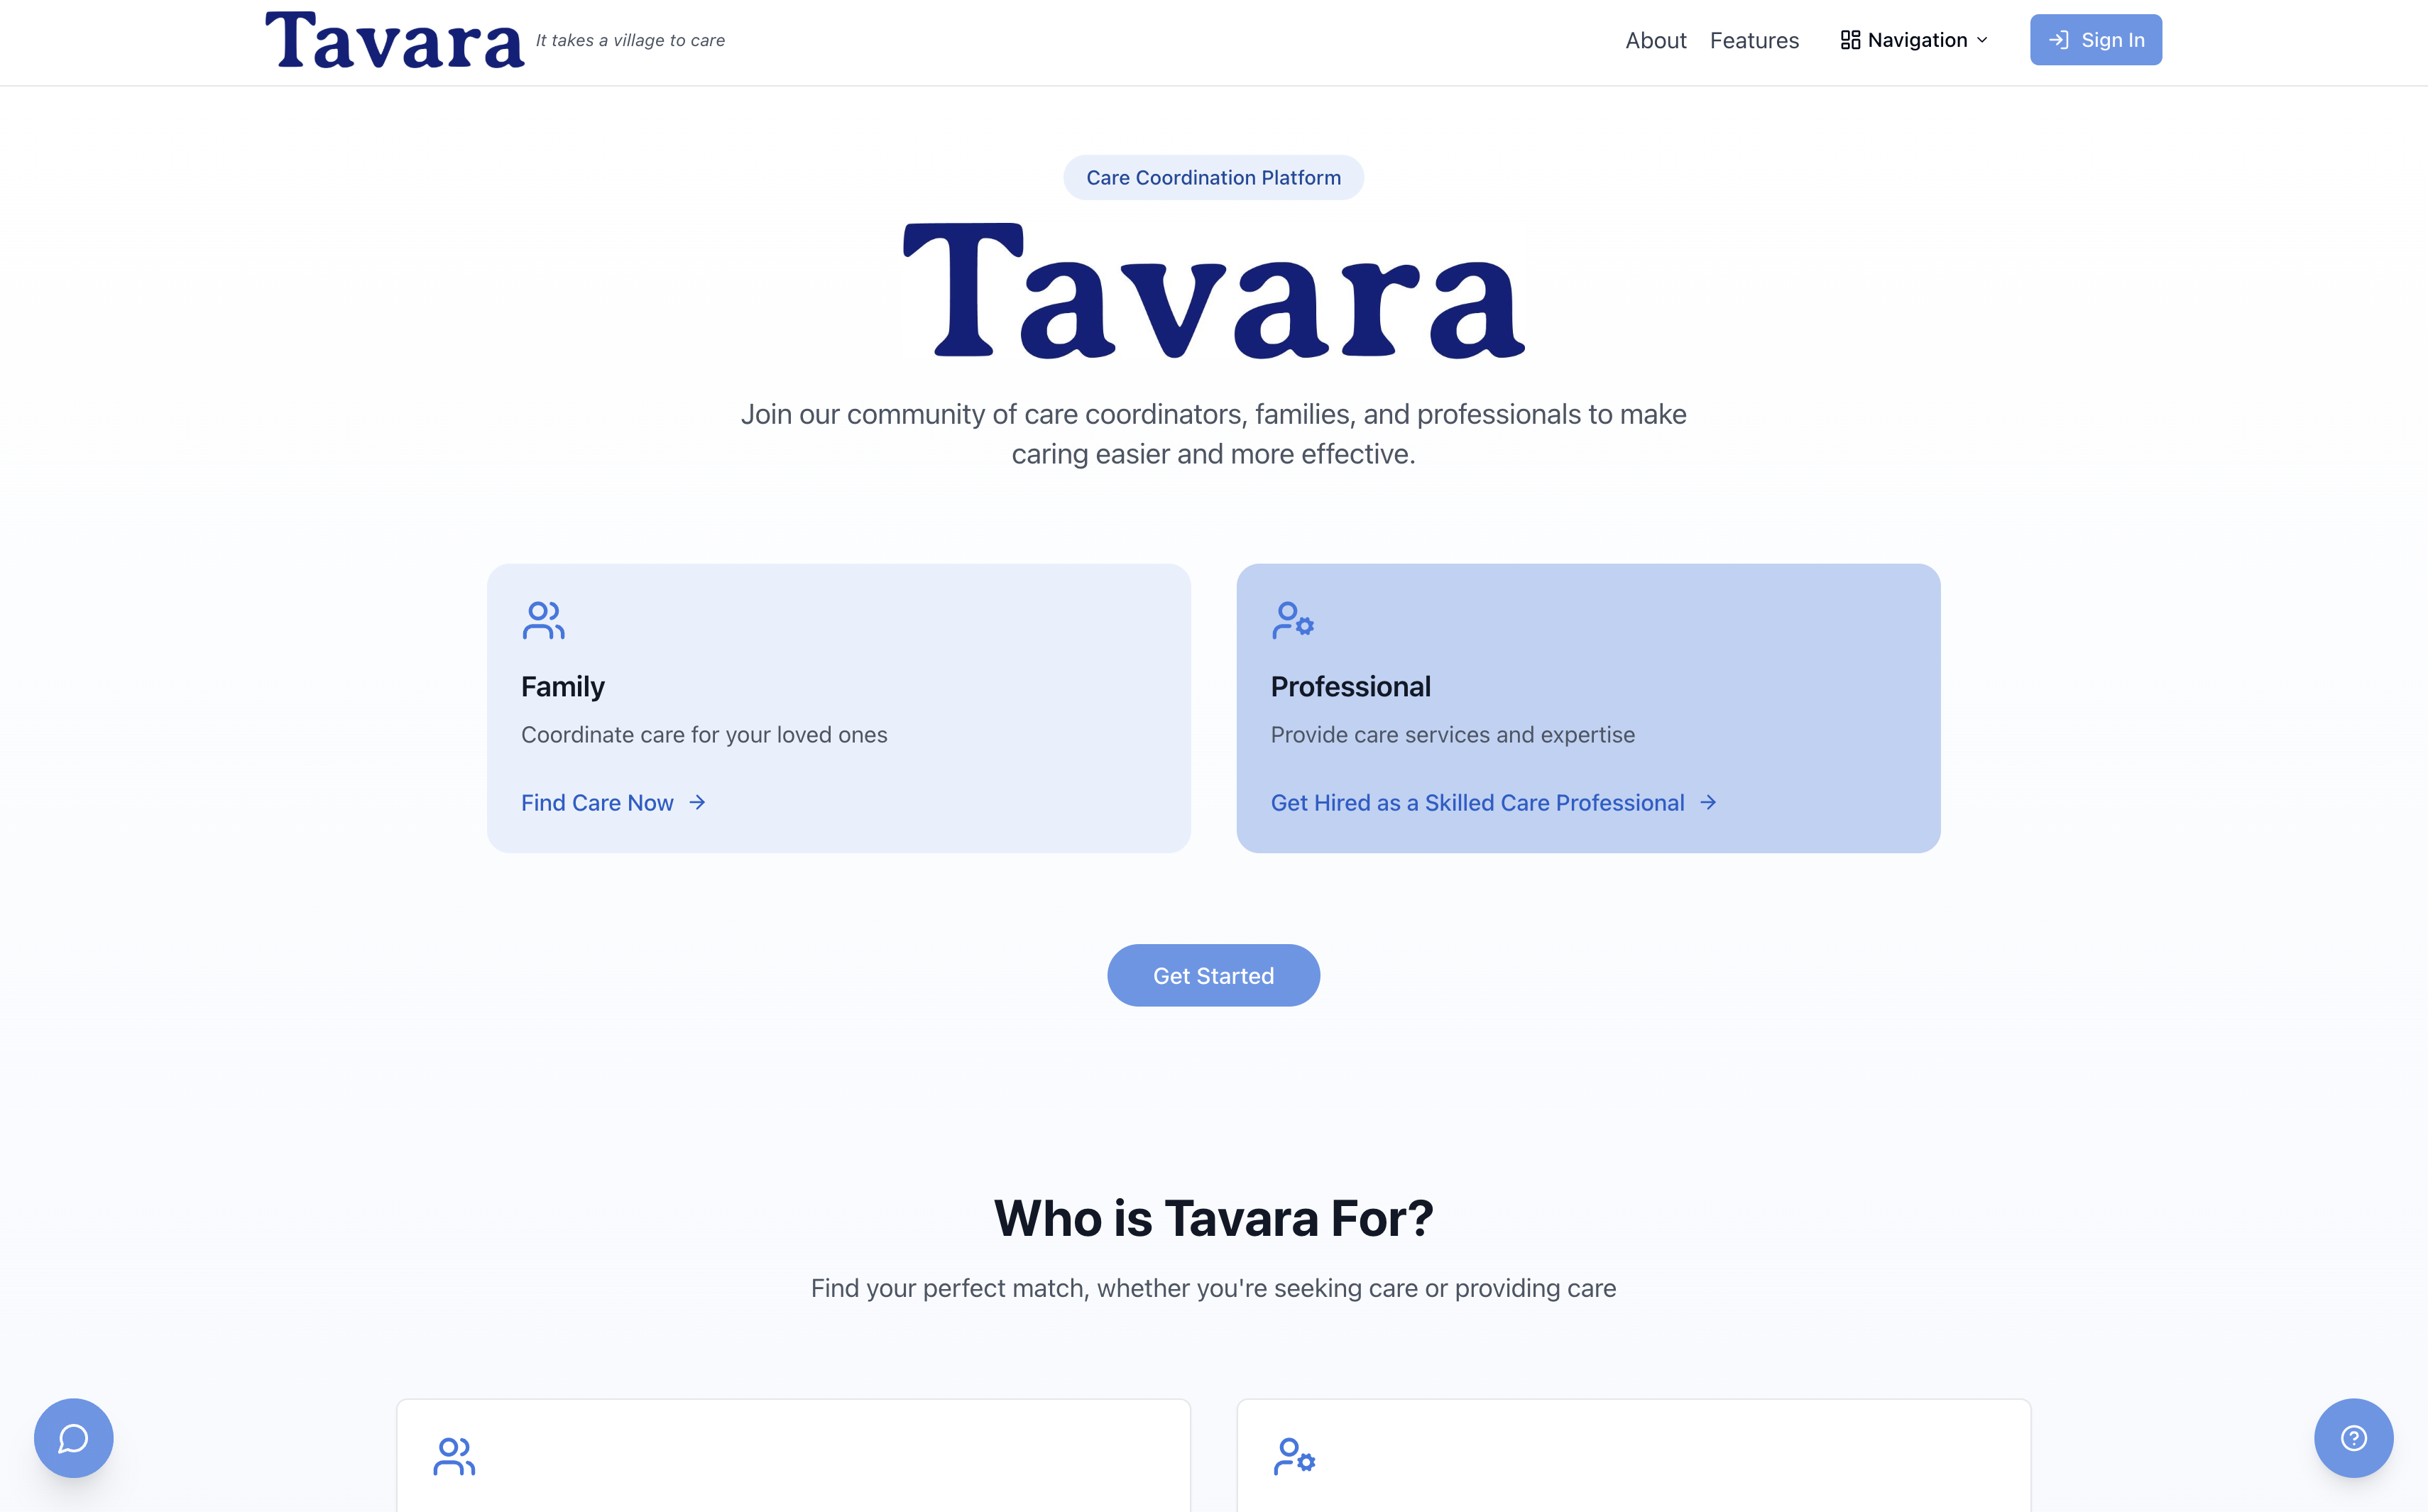 Tavara It takes a village to care
About Features Navigation Sign In
Care Coordination Platform
Tavara
Join our community of care coordinators, families, and professionals to make
caring easier and more effective.
Family
Coordinate care for your loved ones
Find Care Now
Professional
Provide care services and expertise
Get Hired as a Skilled Care Professional
Get Started
Who is Tavara For?
Find your perfect match, whether you're seeking care or providing care